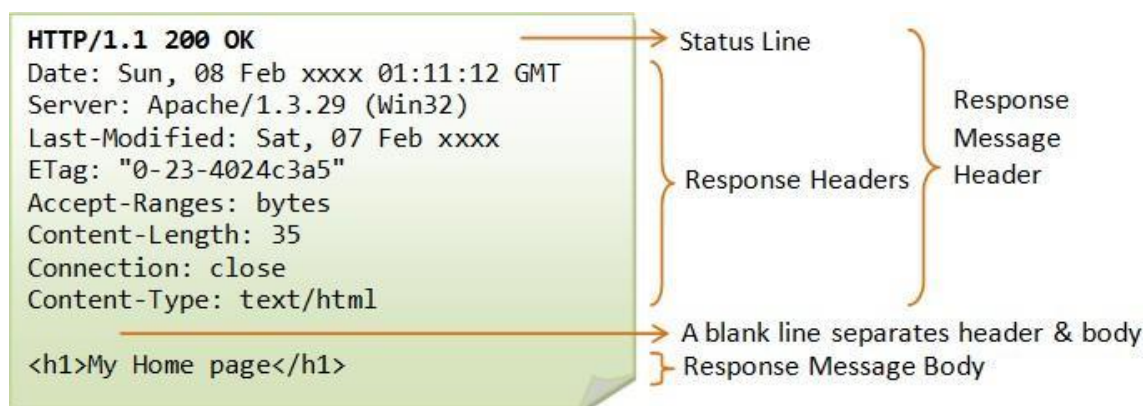 HTTP/1.1 200 OK
Date: Sun, 08 Feb xxxx 01:11:12 GMT
Server: Apache/1.3.29 (Win32)
Last-Modified: Sat, 07 Feb xxxx
ETag: "0-23-4024c3a5"
Accept-Ranges: bytes
Content-Length: 35
Connection: close
Content-Type: text/html
<h1>My Home page</h1>
Status Line
Response Headers
Response
Message
Header
A blank line separates header & body
Response Message Body